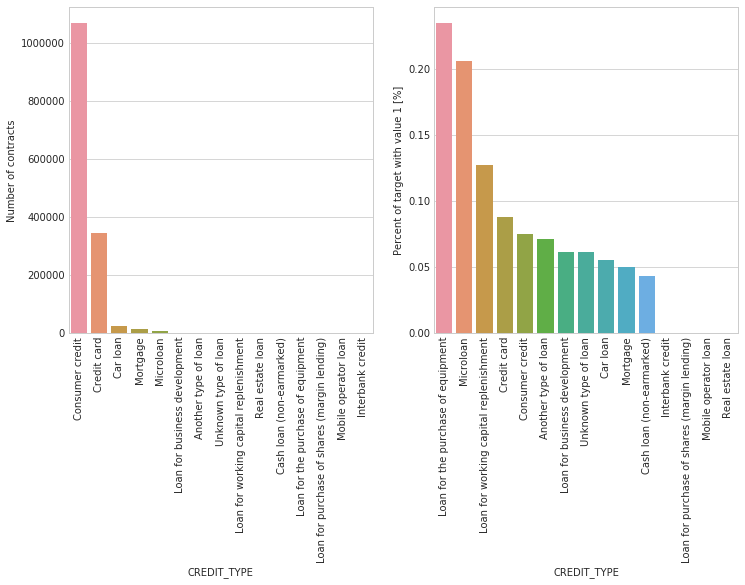 Number of contracts
1000000
800000
600000
400000
200000
0
Consumer credit
Credit card
Car loan
Mortgage
Microloan
Loan for business development
Another type of loan
Unknown type of loan
Loan for working capital replenishment
Real estate loan
Cash loan (non-earmarked)
Loan for the purchase of equipment
Loan for purchase of shares (margin lending)
Mobile operator loan
Interbank credit
CREDIT_TYPE
Percent of target with value 1 [%]
0.20
0.15
0.10
0.05
0.00
Loan for the purchase of equipment
Microloan
Loan for working capital replenishment
Credit card
Consumer credit
Another type of loan
Loan for business development
Unknown type of loan
Car loan
Mortgage
Cash loan (non-earmarked)
Interbank credit
Loan for purchase of shares (margin lending)
Mobile operator loan
Real estate loan
CREDIT_TYPE